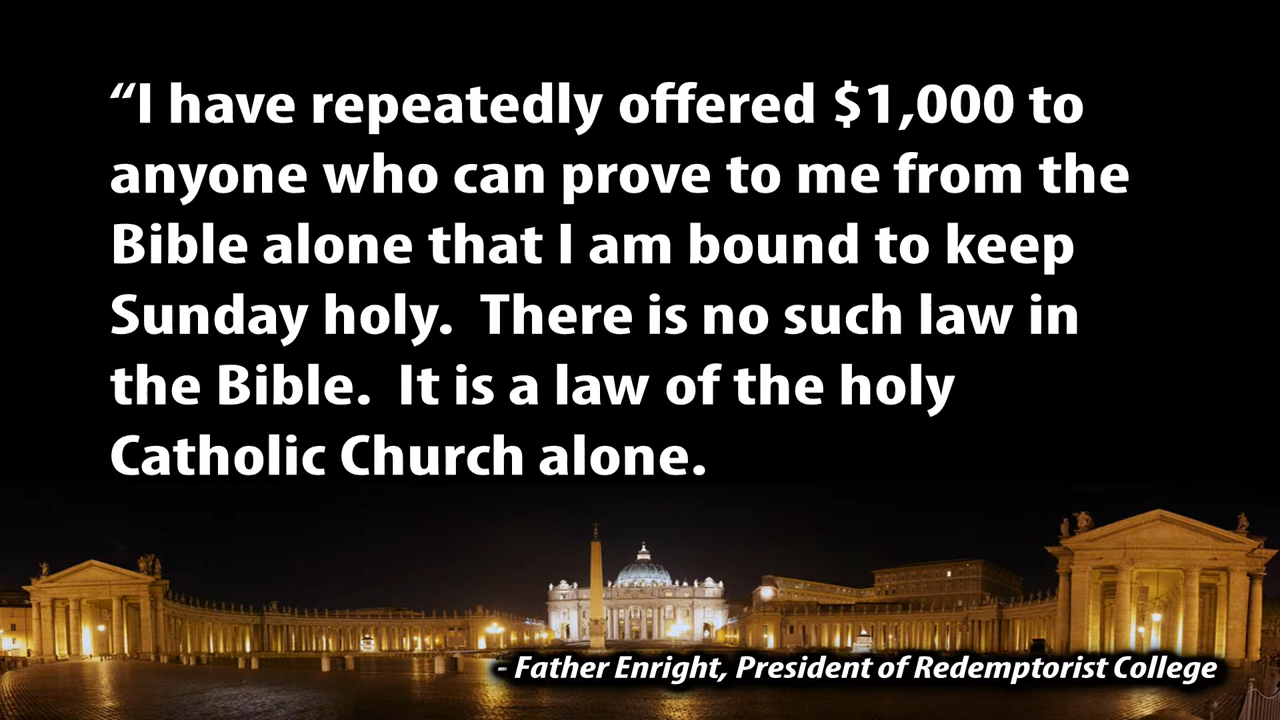 “I have repeatedly offered $1,000 to
anyone who can prove to me from the
Bible alone that I am bound to keep
Sunday holy.  There is no such law in
the Bible.  It is a law of the holy
Catholic Church alone.
- Father Enright, President of Redemptorist College